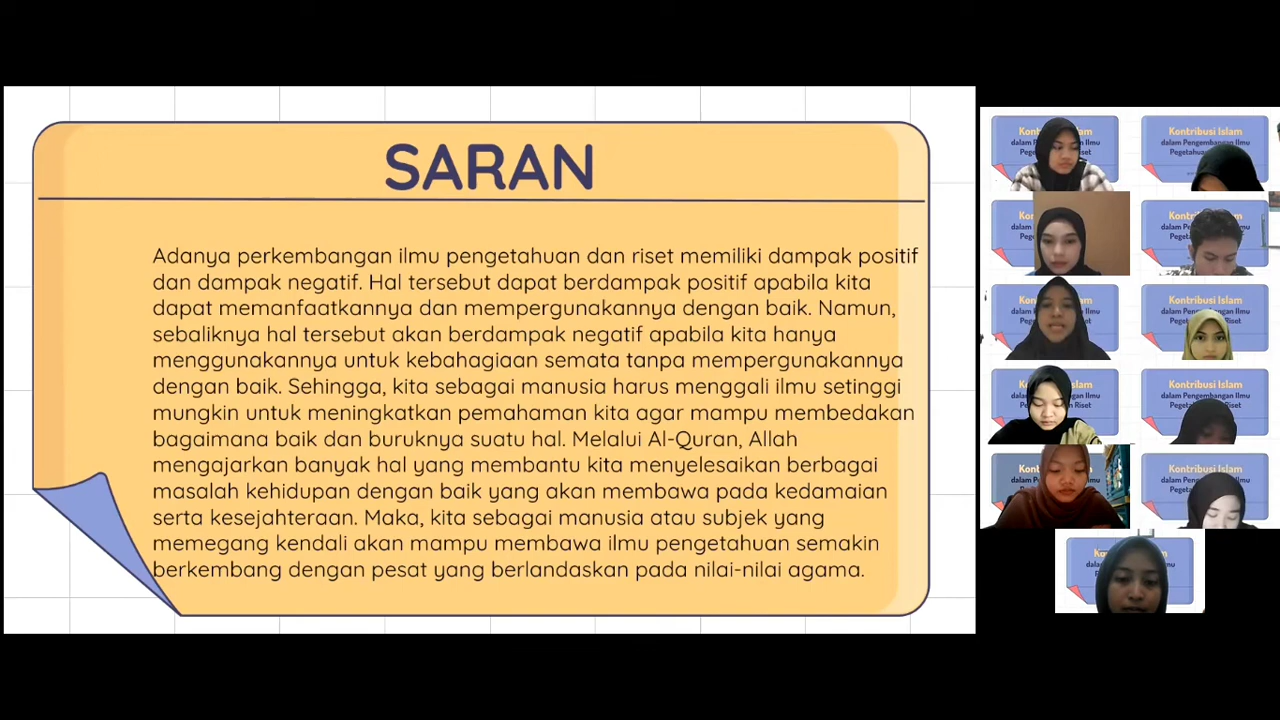 SARAN
Adanya perkembangan ilmu pengetahuan dan riset memiliki dampak positif
dan dampak negatif. Hal tersebut dapat berdampak positif apabila kita
dapat memanfaatkannya dan mempergunakannya dengan baik. Namun,
sebaliknya hal tersebut akan berdampak negatif apabila kita hanya
menggunakannya untuk kebahagiaan semata tanpa mempergunakannya
dengan baik. Sehingga, kita sebagai manusia harus menggali ilmu setinggi
mungkin untuk meningkatkan pemahaman kita agar mampu membedakan
bagaimana baik dan buruknya suatu hal. Melalui Al-Quran, Allah
mengajarkan banyak hal yang membantu kita menyelesaikan berbagai
masalah kehidupan dengan baik yang akan membawa pada kedamaian
serta kesejahteraan. Maka, kita sebagai manusia atau subjek yang
memegang kendali akan mampu membawa ilmu pengetahuan semakin
berkembang dengan pesat yang berlandaskan pada nilai-nilai agama.
Kontribusi Islam
dalam Pengembangan Ilmu
Kontribusi Islam